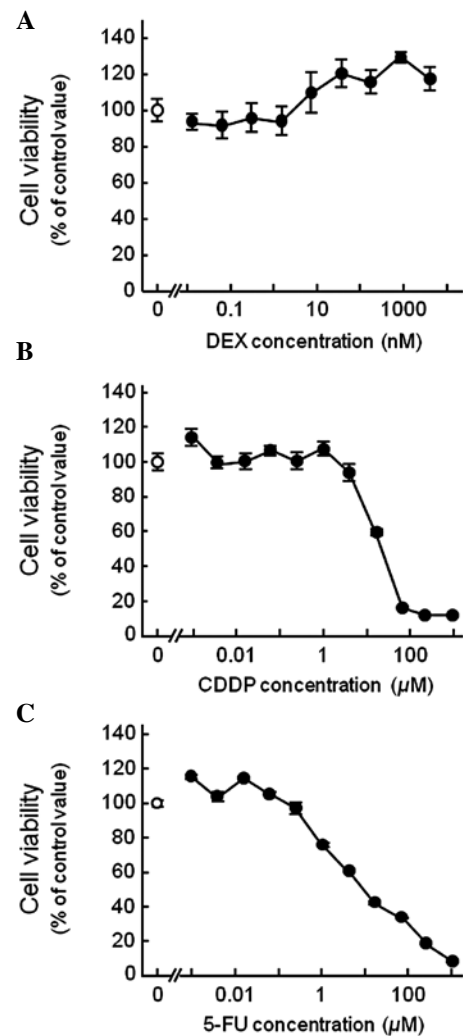 A
140
120
100
80
60
40
20
0
Cell viability
(% of control value)
0 0.1 10 1000
DEX concentration (nM)
B
140
120
100
80
60
40
20
0
Cell viability
(% of control value)
0 0.01 1 100
CDDP concentration (µM)
C
140
120
100
80
60
40
20
0
Cell viability
(% of control value)
0 0.01 1 100
5-FU concentration (µM)